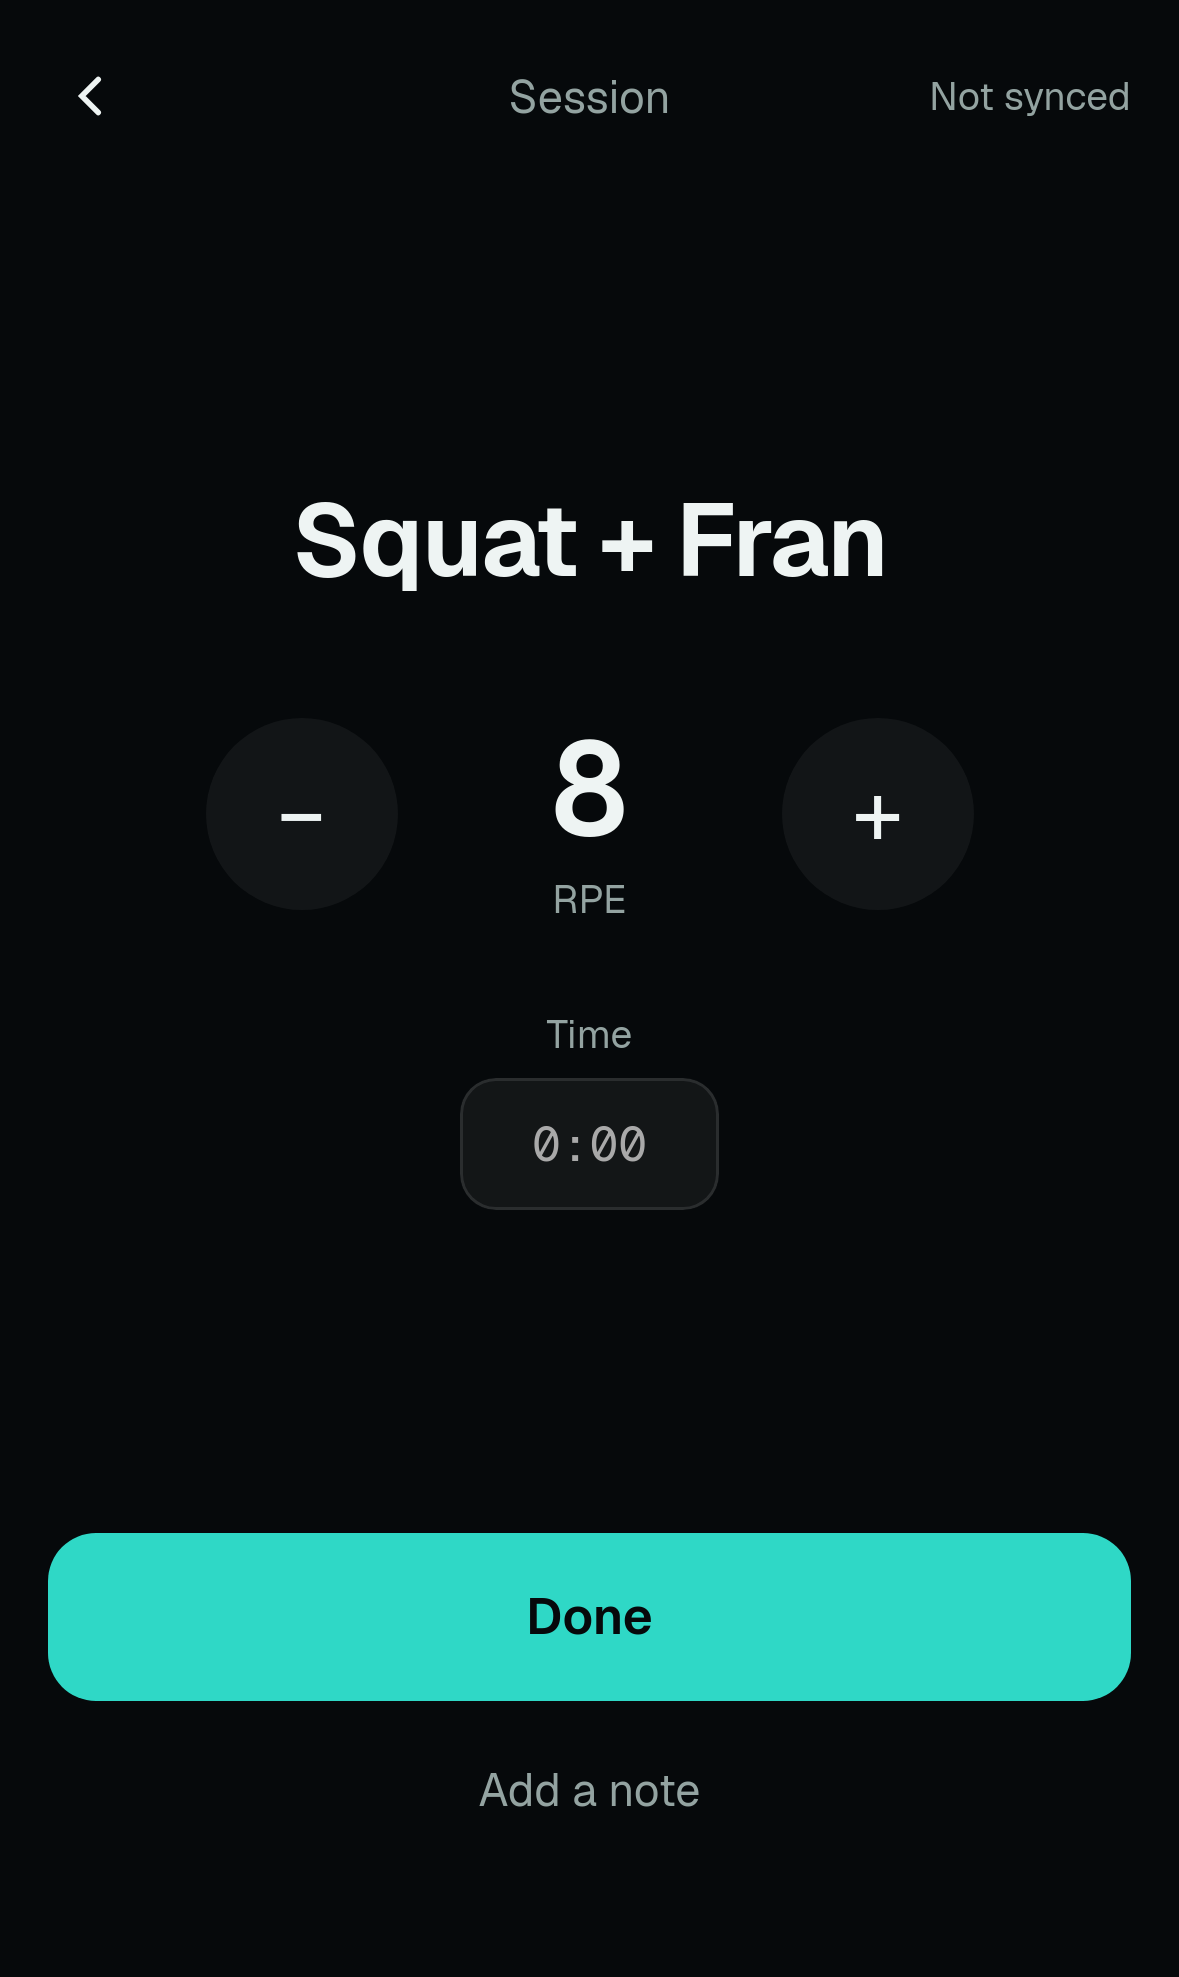 Session
Not synced
Squat + Fran
−
8
+
RPE
Time
0:00
Done
Add a note